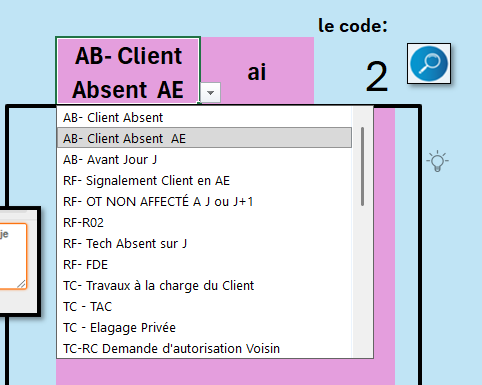 le code:
AB- Client
Absent  AE
ai
2
AB- Client Absent
AB- Client Absent  AE
AB- Avant Jour J
RF- Signalement Client en AE
RF- OT NON AFFECTÉ A J ou J+1
RF-R02
RF- Tech Absent sur J
RF- FDE
TC- Travaux à la charge du Client
TC - TAC
TC - Elagage Privée
TC-RC Demande d'autorisation Voisin
je